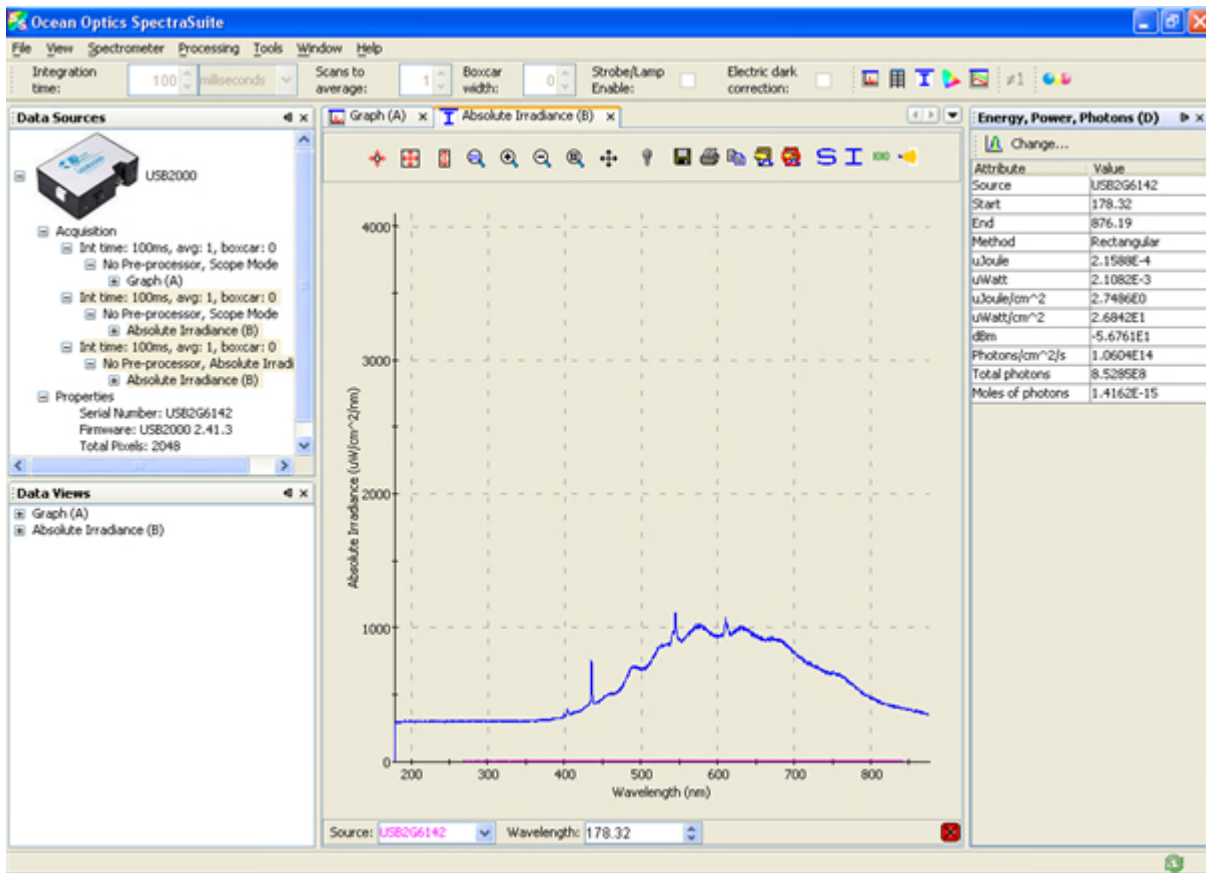 Ocean Optics SpectraSuite
File View Spectrometer Processing Tools Window Help
Integration time: 100 milliseconds Scans to average: 1 Boxcar width: 0 Strobe/Lamp Enable: Electric dark correction: ≠1
Data Sources
USB2000
Acquisition
Int time: 100ms, avg: 1, boxcar: 0
No Pre-processor, Scope Mode
Graph (A)
Int time: 100ms, avg: 1, boxcar: 0
No Pre-processor, Scope Mode
Absolute Irradiance (B)
Int time: 100ms, avg: 1, boxcar: 0
No Pre-processor, Absolute Irradi
Absolute Irradiance (B)
Properties
Serial Number: USB2G6142
Firmware: USB2000 2.41.3
Total Pixels: 2048
Data Views
Graph (A)
Absolute Irradiance (B)
Graph (A) Absolute Irradiance (B)
S
4000
3000
2000
1000
0
Absolute Irradiance (uW/cm^2/nm)
200 300 400 500 600 700 800
Wavelength (nm)
Source: USB2G6142 Wavelength: 178.32
Energy, Power, Photons (D)
Change...
Attribute Value
Source USB2G6142
Start 178.32
End 876.19
Method Rectangular
uJoule 2.1588E-4
uWatt 2.1082E-3
uJoule/cm^2 2.7486E0
uWatt/cm^2 2.6842E1
dBm -5.6761E1
Photons/cm^2/s 1.0604E14
Total photons 8.5285E8
Moles of photons 1.4162E-15